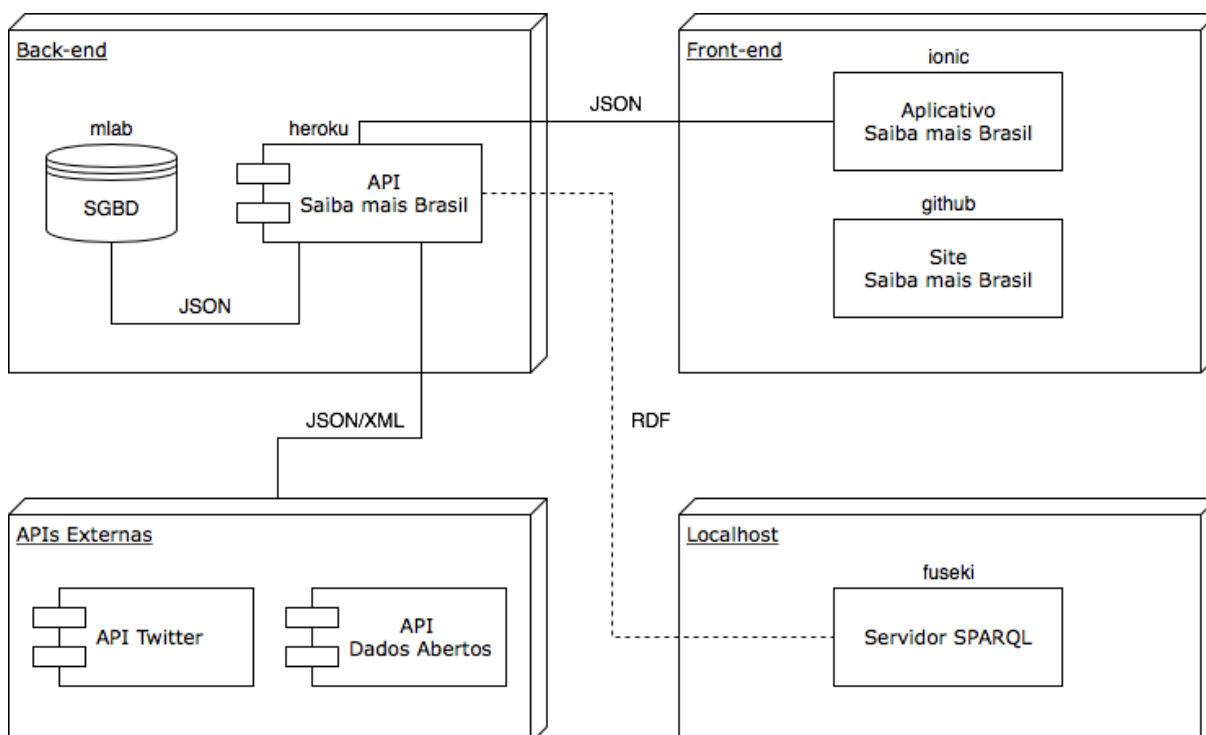 Back-end
mlab
SGBD
heroku
API
Saiba mais Brasil
JSON
JSON
Front-end
ionic
Aplicativo
Saiba mais Brasil
github
Site
Saiba mais Brasil
JSON/XML
RDF
APIs Externas
API Twitter
API
Dados Abertos
Localhost
fuseki
Servidor SPARQL